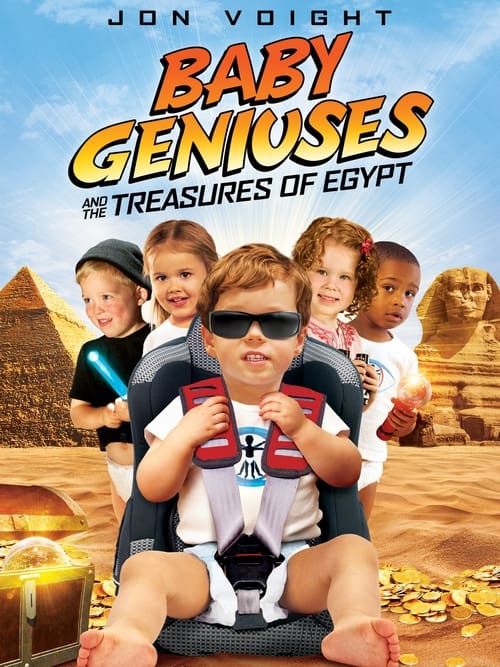 JON VOIGHT
BABY
GENIUSES
AND THE TREASURES OF EGYPT